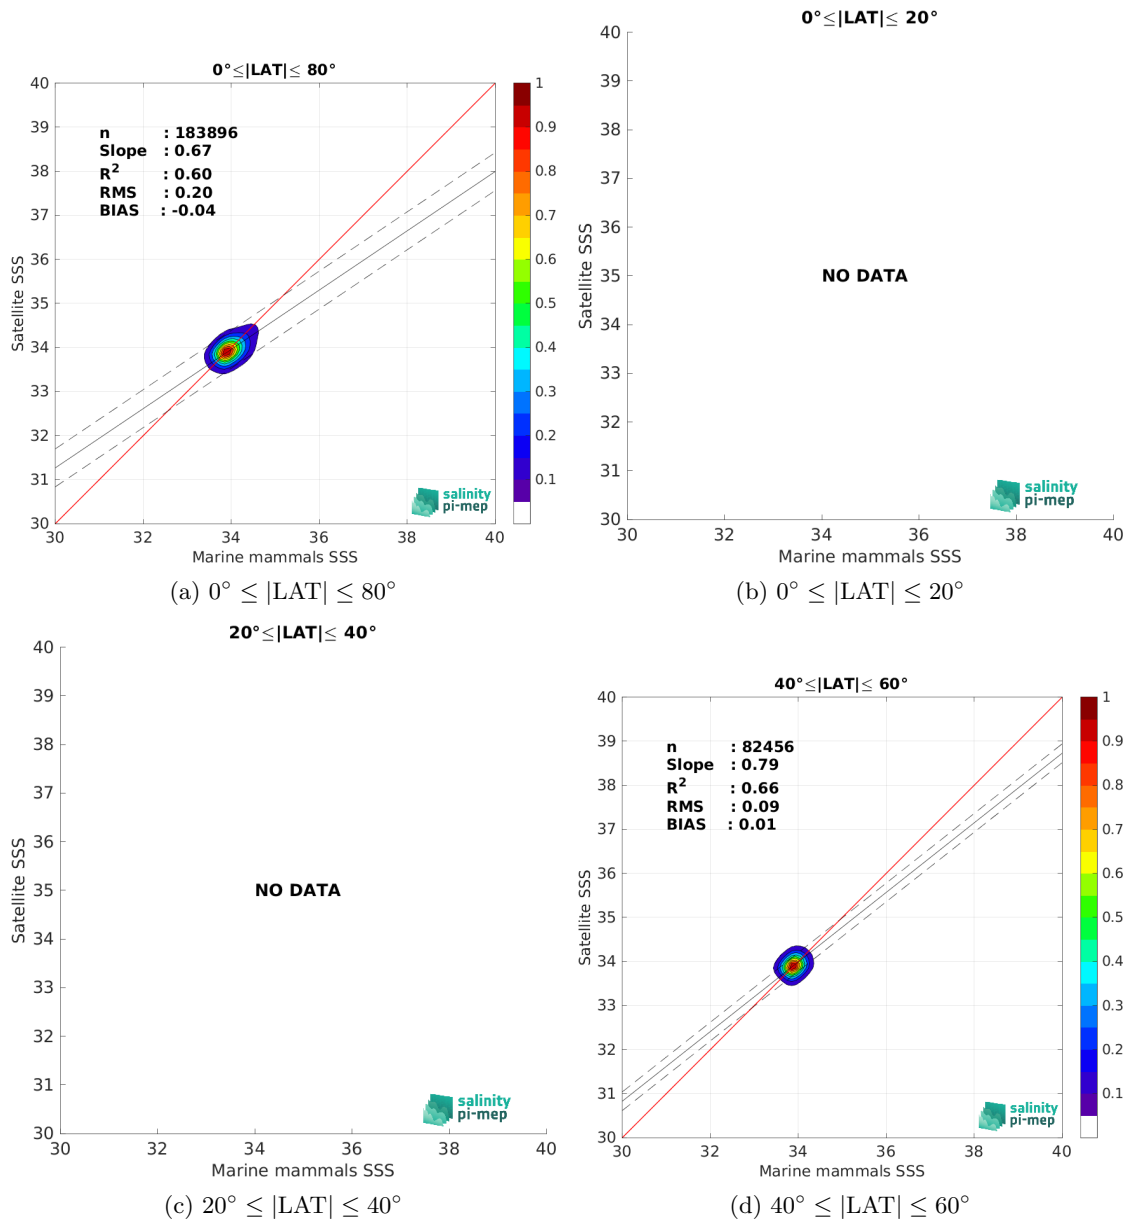 0°≤|LAT|≤ 80°
n : 183896
Slope : 0.67
R² : 0.60
RMS : 0.20
BIAS : -0.04
40
39
38
37
36
35
34
33
32
31
30
Satellite SSS
30 32 34 36 38 40
Marine mammals SSS
1
0.9
0.8
0.7
0.6
0.5
0.4
0.3
0.2
0.1
salinity
pi-mep
(a) 0° ≤ |LAT| ≤ 80°
0°≤|LAT|≤ 20°
40
39
38
37
36
35
34
33
32
31
30
Satellite SSS
NO DATA
salinity
pi-mep
30 32 34 36 38 40
Marine mammals SSS
(b) 0° ≤ |LAT| ≤ 20°
20°≤|LAT|≤ 40°
40
39
38
37
36
35
34
33
32
31
30
Satellite SSS
NO DATA
salinity
pi-mep
30 32 34 36 38 40
Marine mammals SSS
(c) 20° ≤ |LAT| ≤ 40°
40°≤|LAT|≤ 60°
n : 82456
Slope : 0.79
R² : 0.66
RMS : 0.09
BIAS : 0.01
40
39
38
37
36
35
34
33
32
31
30
Satellite SSS
30 32 34 36 38 40
Marine mammals SSS
1
0.9
0.8
0.7
0.6
0.5
0.4
0.3
0.2
0.1
salinity
pi-mep
(d) 40° ≤ |LAT| ≤ 60°